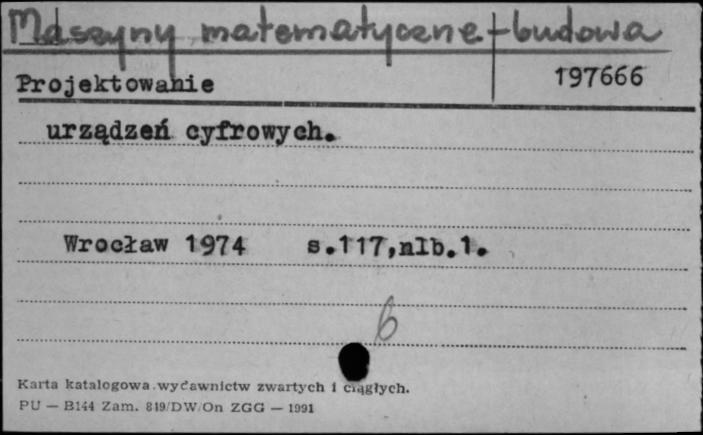 Maszyny matematyczne - budowa
Projektowanie 197666
urządzeń cyfrowych.
Wrocław 1974 s.117,nlb.1.
6
Karta katalogowa wydawnictw zwartych i ciągłych.
PU — B144 Zam. 819/DW/On ZGG — 1991